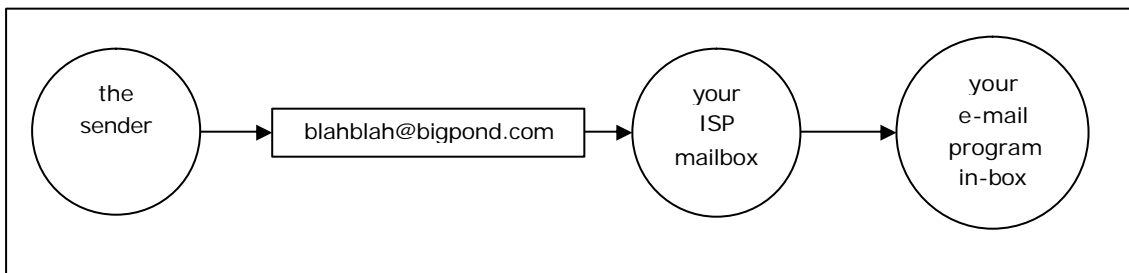 the
sender
blahblah@bigpond.com
your
ISP
mailbox
your
e-mail
program
in-box